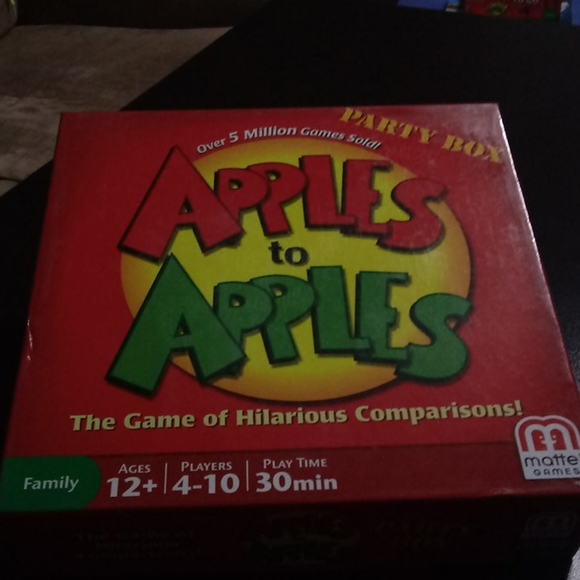 PARTY BOX
Over 5 Million Games Sold!
APPLES
to
APPLES
The Game of Hilarious Comparisons!
Family
AGES
12+
PLAYERS
4-10
PLAY TIME
30min
M
matte
GAMES